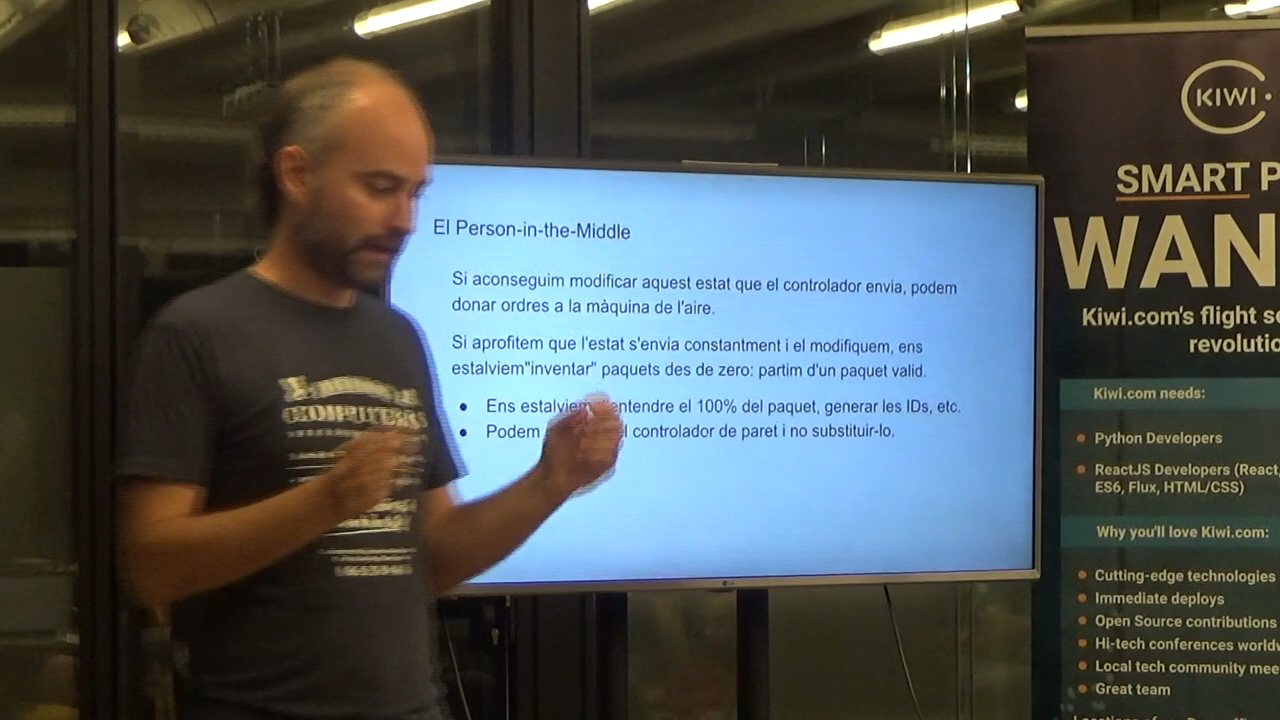 El Person-in-the-Middle
Si aconseguim modificar aquest estat que el controlador envia, podem
donar ordres a la màquina de l'aire.
Si aprofitem que l'estat s'envia constantment i el modifiquem, ens
estalviem"inventar" paquets des de zero: partim d'un paquet valid.
Ens estalviem entendre el 100% del paquet, generar les IDs, etc.
Podem l controlador de paret i no substituir-lo.
COMPUTERS
LG
KIWI
SMART P
WAN
Kiwi.com's flight se
revolutio
Kiwi.com needs:
Python Developers
ReactJS Developers (React,
ES6, Flux, HTML/CSS)
Why you'll love Kiwi.com:
Cutting-edge technologies
Immediate deploys
Open Source contributions
Hi-tech conferences worldw
Local tech community mee
Great team